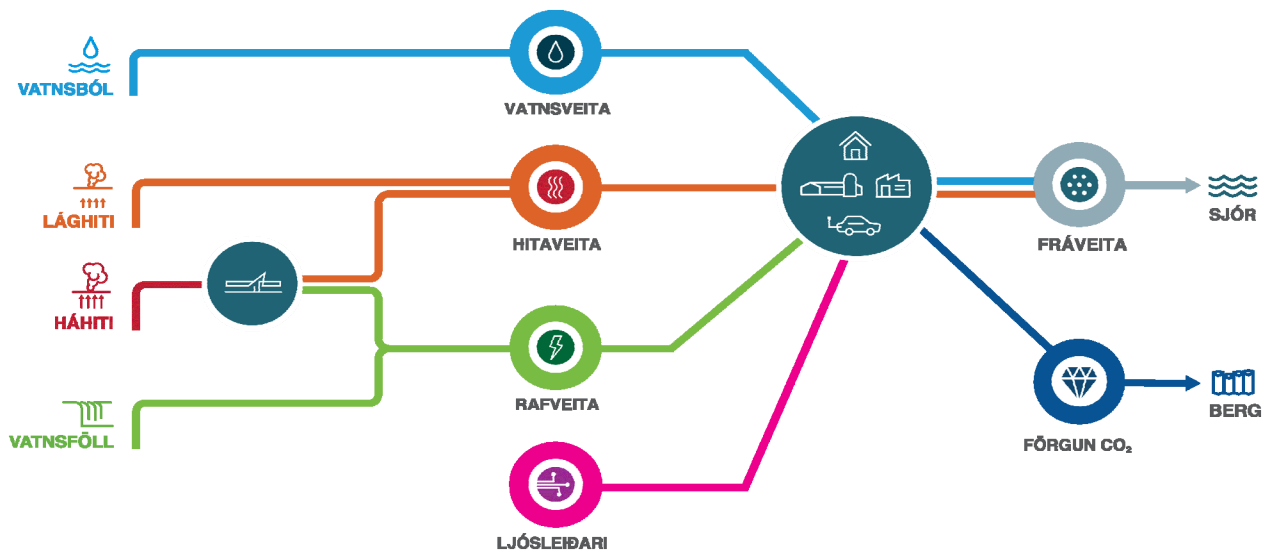 VATNSBÓL
VATNSVEITA
LÁGHITI
HITAVEITA
FRÁVEITA
SJÓR
HÁHITI
RAFVEITA
BERG
VATNSFÖLL
FÖRGUN CO₂
LJÓSLEIÐARI